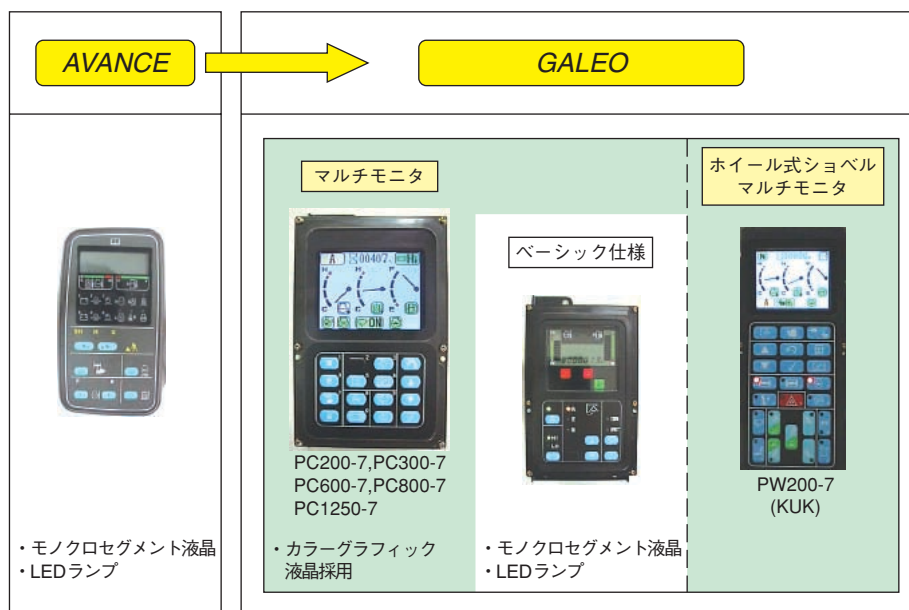 AVANCE
GALEO
マルチモニタ
ホイール式ショベル
マルチモニタ
ベーシック仕様
PC200-7,PC300-7
PC600-7,PC800-7
PC1250-7
PW200-7
(KUK)
・モノクロセグメント液晶
・LEDランプ
・カラーグラフィック
液晶採用
・モノクロセグメント液晶
・LEDランプ